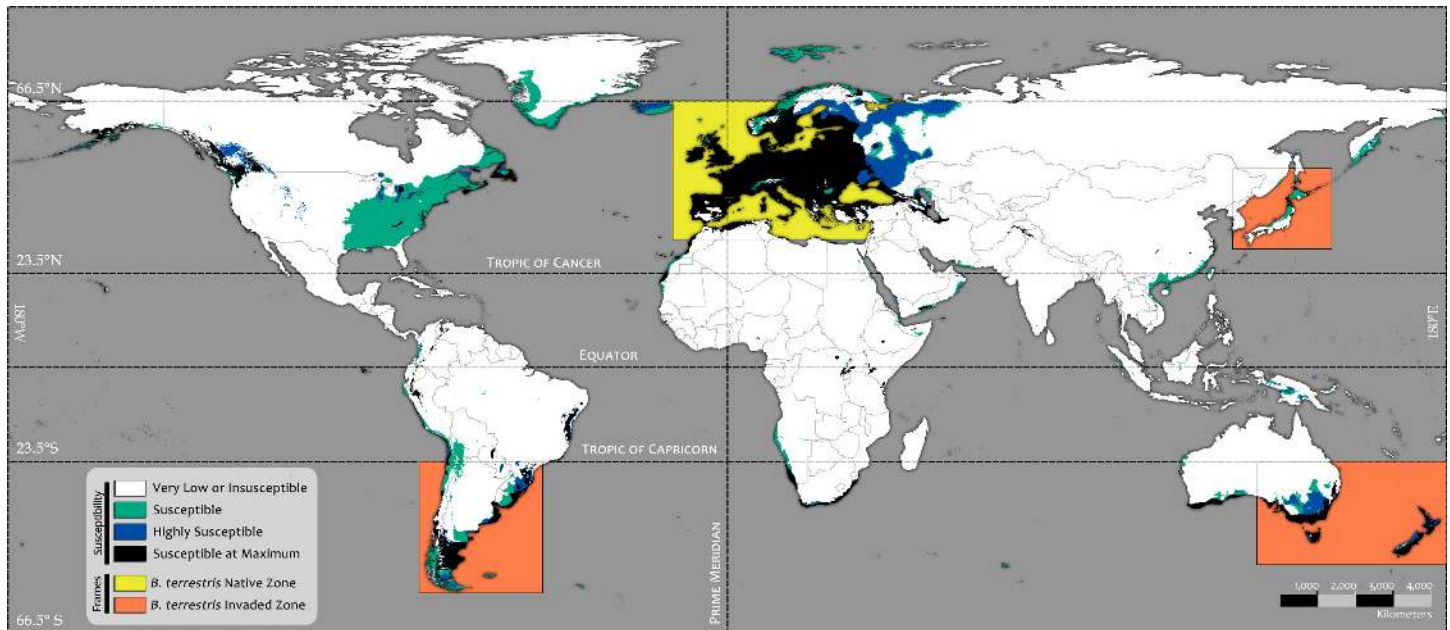 66.5°N
23.5°N
TROPIC OF CANCER
180°W
180°E
EQUATOR
23.5°S
TROPIC OF CAPRICORN
PRIME MERIDIAN
Susceptibility
Very Low or Insusceptible
Susceptible
Highly Susceptible
Susceptible at Maximum
Frames
B. terrestris Native Zone
B. terrestris Invaded Zone
1,000 2,000 3,000 4,000
Kilometers
66.5° S